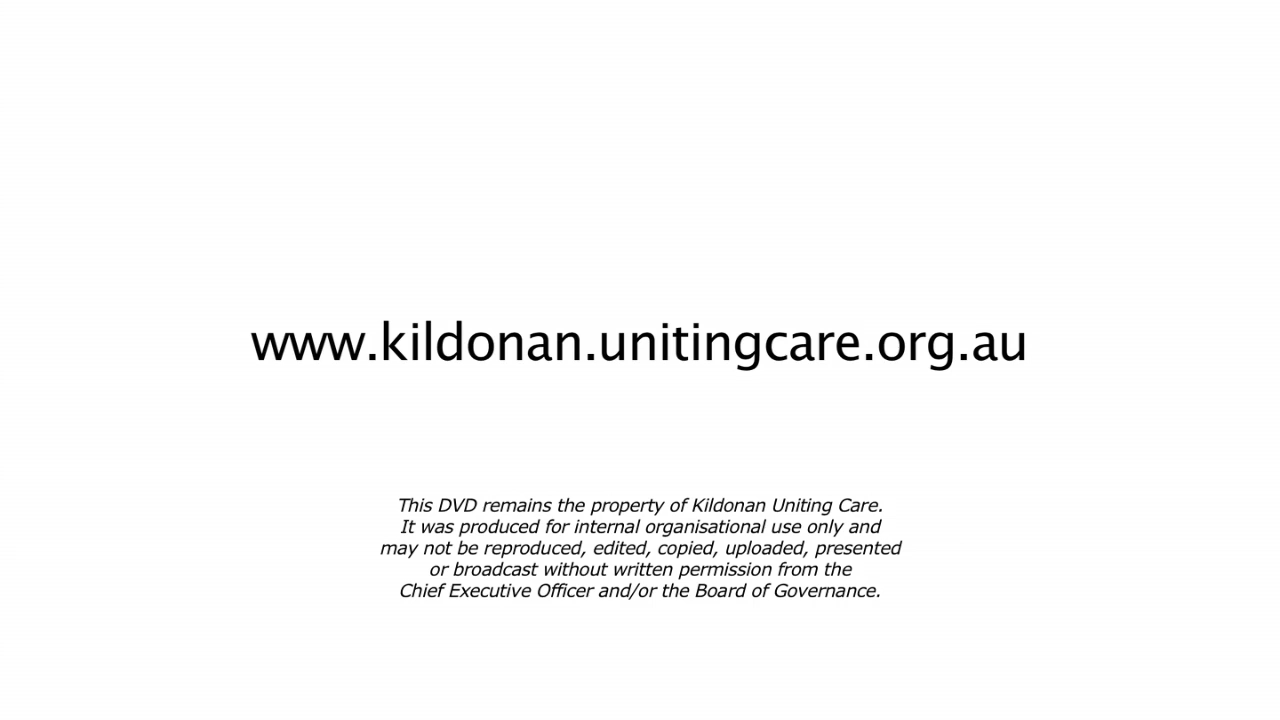 www.kildonan.unitingcare.org.au
This DVD remains the property of Kildonan Uniting Care.
It was produced for internal organisational use only and
may not be reproduced, edited, copied, uploaded, presented
or broadcast without written permission from the
Chief Executive Officer and/or the Board of Governance.